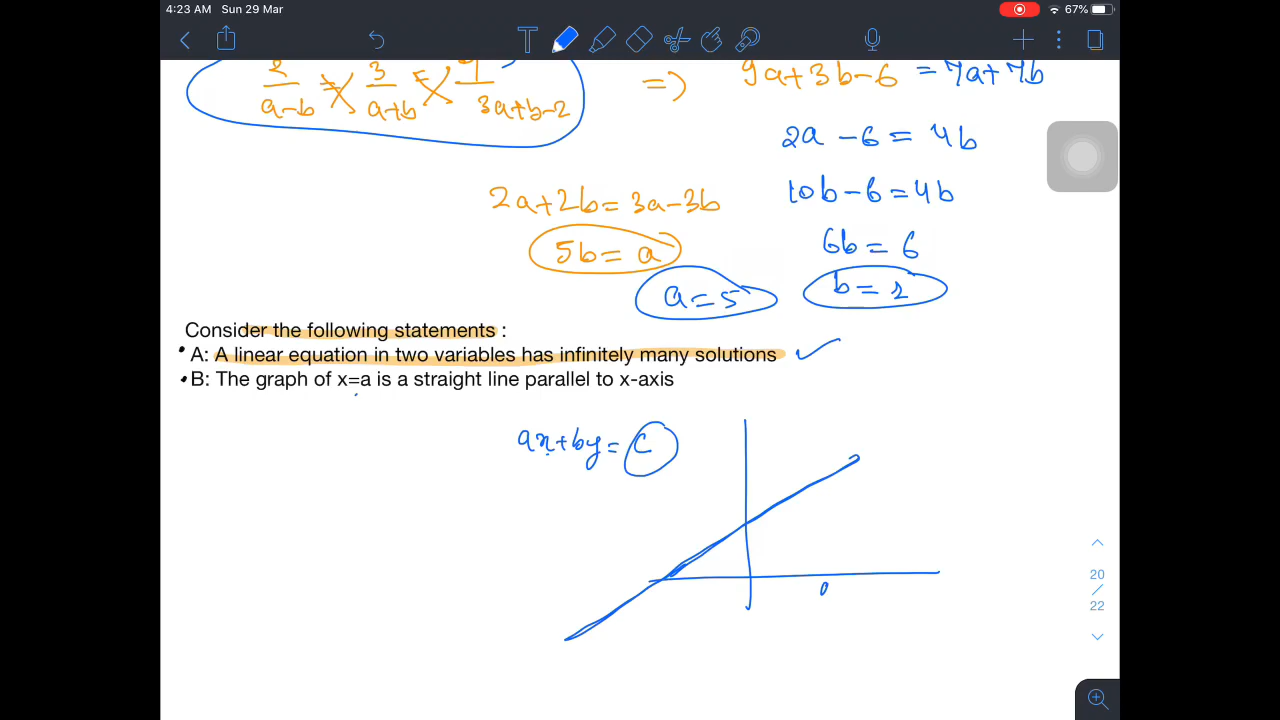 4:23 AM Sun 29 Mar
67%
T
2/a-b = 3/a+b = 7/3a+b-2
=> 9a+3b-6 = 7a+7b
2a -6 = 4b
10b-6=4b
2a+2b=3a-3b
6b = 6
5b = a
a=5
b = 1
Consider the following statements :
• A: A linear equation in two variables has infinitely many solutions ✓
• B: The graph of x=a is a straight line parallel to x-axis
ax+by = c
20
/
22